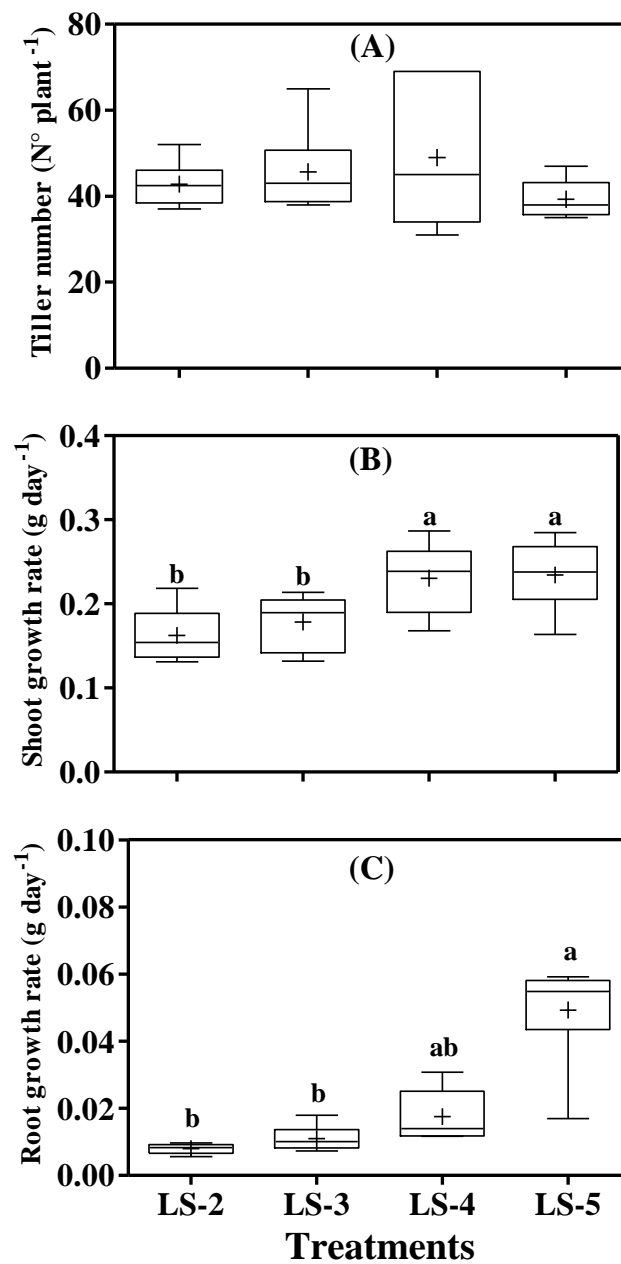 (A)
Tiller number (N° plant⁻¹)
80
60
40
20
0
(B)
Shoot growth rate (g day⁻¹)
0.4
0.3
0.2
0.1
0.0
b
b
a
a
(C)
Root growth rate (g day⁻¹)
0.10
0.08
0.06
0.04
0.02
0.00
b
b
ab
a
LS-2 LS-3 LS-4 LS-5
Treatments